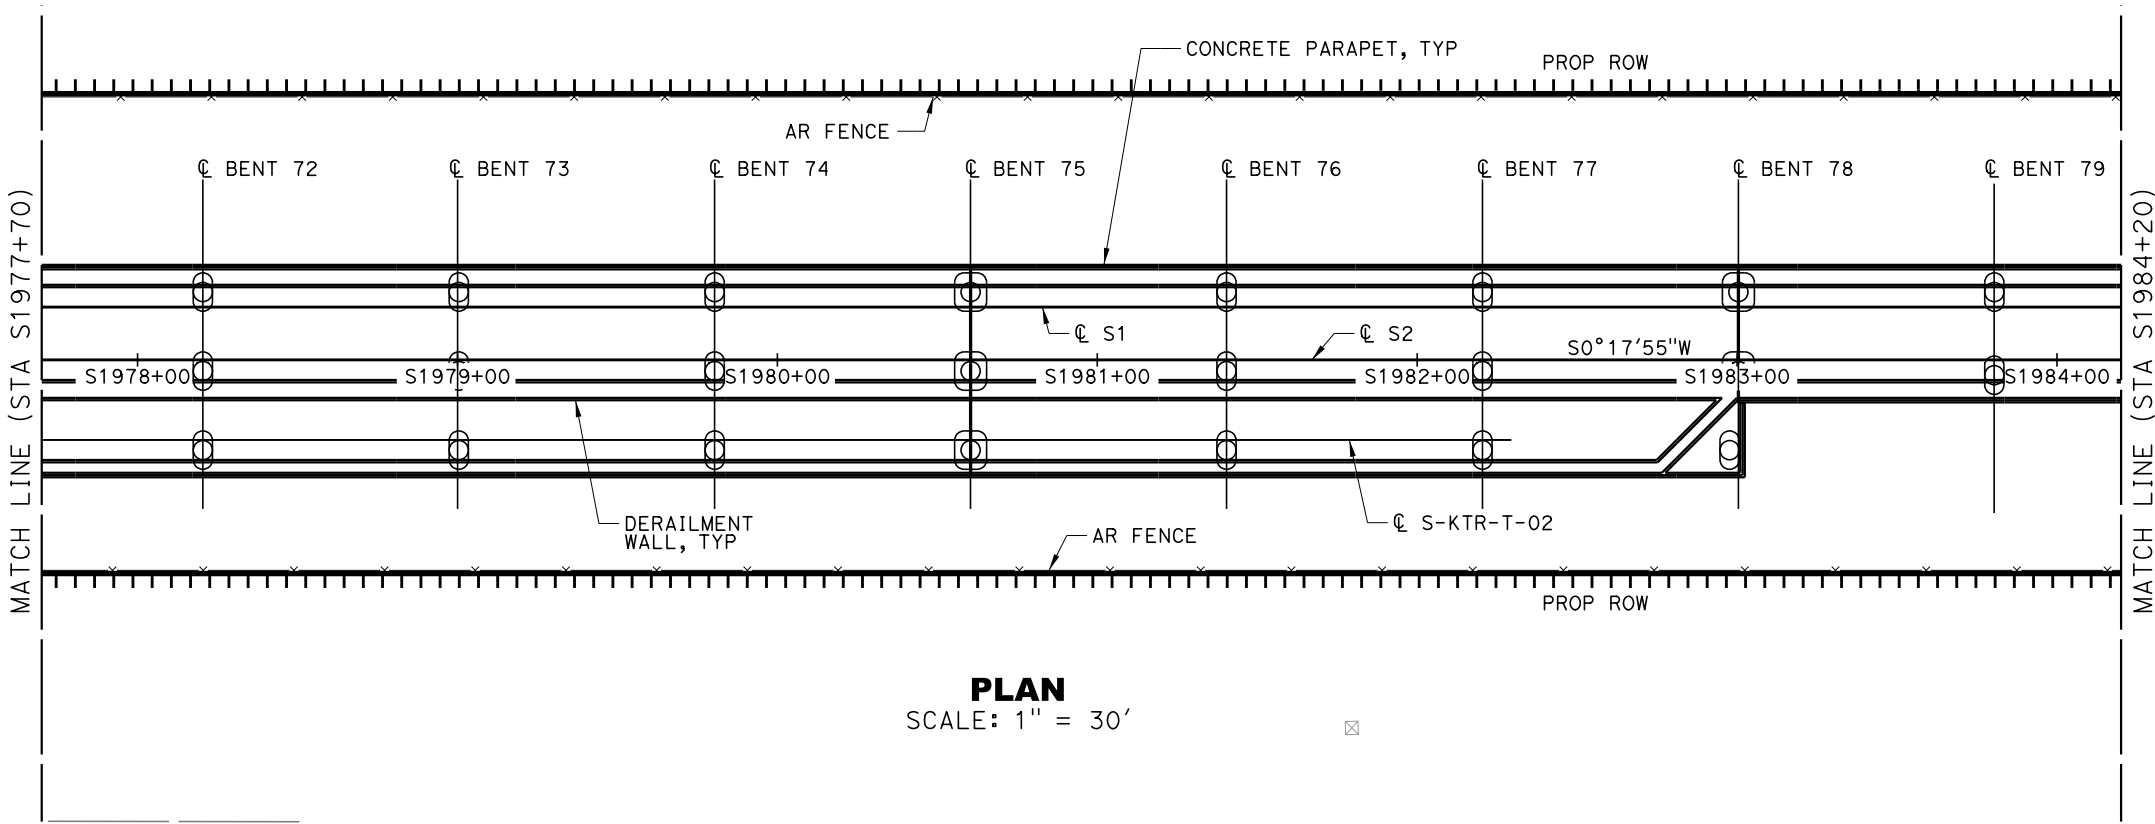 CONCRETE PARAPET, TYP
PROP ROW
AR FENCE
℄ BENT 72
℄ BENT 73
℄ BENT 74
℄ BENT 75
℄ BENT 76
℄ BENT 77
℄ BENT 78
℄ BENT 79
MATCH LINE (STA S1977+70)
MATCH LINE (STA S1984+20)
℄ S1
℄ S2
S0°17'55"W
S1978+00
S1979+00
S1980+00
S1981+00
S1982+00
S1983+00
S1984+00
DERAILMENT
WALL, TYP
℄ S-KTR-T-02
AR FENCE
PROP ROW
PLAN
SCALE: 1" = 30'